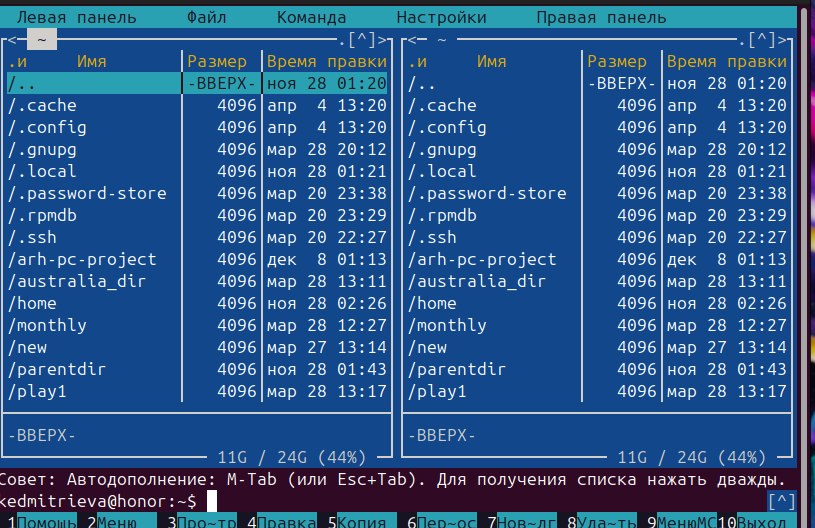 Левая панель Файл Команда Настройки Правая панель
<─ ~ .[^]> <─ ~ .[^]>
.и Имя Размер Время правки .и Имя Размер Время правки
/.. -ВВЕРХ- ноя 28 01:20 /.. -ВВЕРХ- ноя 28 01:20
/.cache 4096 апр 4 13:20 /.cache 4096 апр 4 13:20
/.config 4096 апр 4 13:20 /.config 4096 апр 4 13:20
/.gnupg 4096 мар 28 20:12 /.gnupg 4096 мар 28 20:12
/.local 4096 ноя 28 01:21 /.local 4096 ноя 28 01:21
/.password-store 4096 мар 20 23:38 /.password-store 4096 мар 20 23:38
/.rpmdb 4096 мар 20 23:29 /.rpmdb 4096 мар 20 23:29
/.ssh 4096 мар 20 22:27 /.ssh 4096 мар 20 22:27
/arh-pc-project 4096 дек 8 01:13 /arh-pc-project 4096 дек 8 01:13
/australia_dir 4096 мар 28 13:11 /australia_dir 4096 мар 28 13:11
/home 4096 ноя 28 02:26 /home 4096 ноя 28 02:26
/monthly 4096 мар 28 12:27 /monthly 4096 мар 28 12:27
/new 4096 мар 27 13:14 /new 4096 мар 27 13:14
/parentdir 4096 ноя 28 01:43 /parentdir 4096 ноя 28 01:43
/play1 4096 мар 28 13:17 /play1 4096 мар 28 13:17
-ВВЕРХ- -ВВЕРХ-
11G / 24G (44%) 11G / 24G (44%)
Совет: Автодополнение: M-Tab (или Esc+Tab). Для получения списка нажать дважды.
kedmitrieva@honor:~$ [^]
1Помощь 2Меню 3Про~тр 4Правка 5Копия 6Пер~ос 7Нов~лг 8Уда~ть 9МенюМС 10Выход